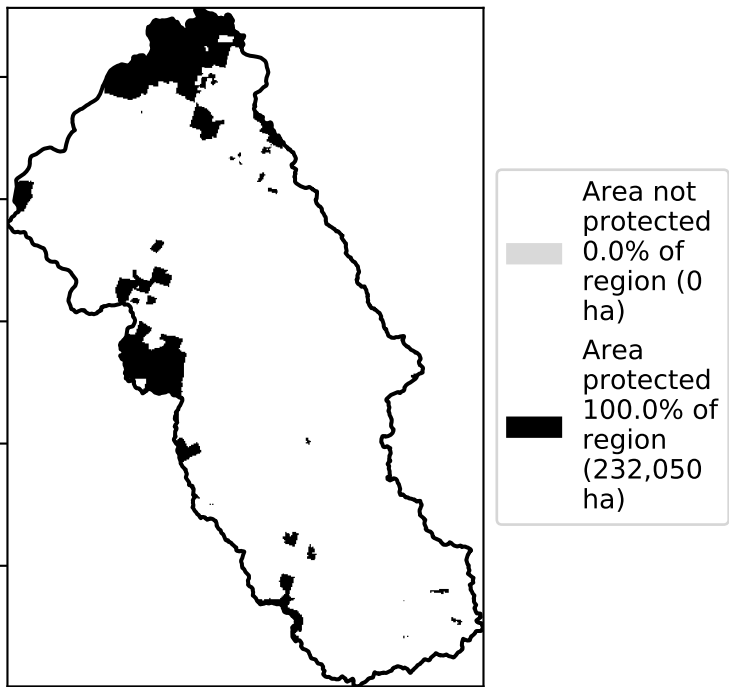 Area not
protected
0.0% of
region (0
ha)
Area
protected
100.0% of
region
(232,050
ha)